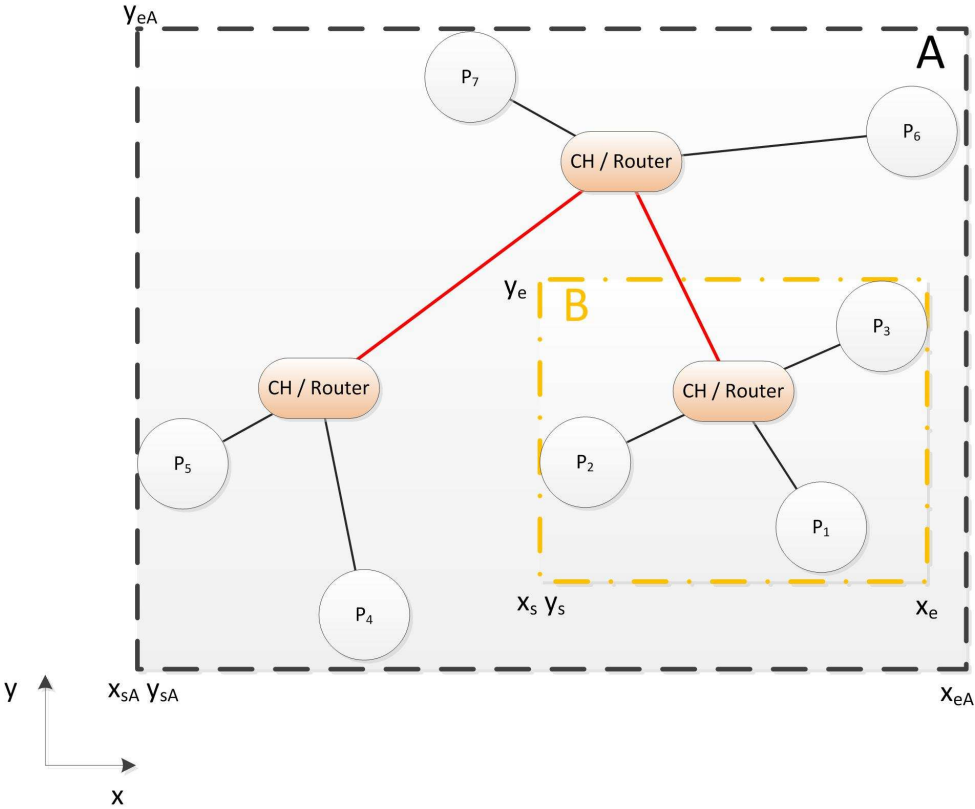 yeA
A
P7
CH / Router
P6
ye
B
P3
CH / Router
CH / Router
P5
P2
P1
P4
xs ys
xe
y
xsA ysA
xeA
x